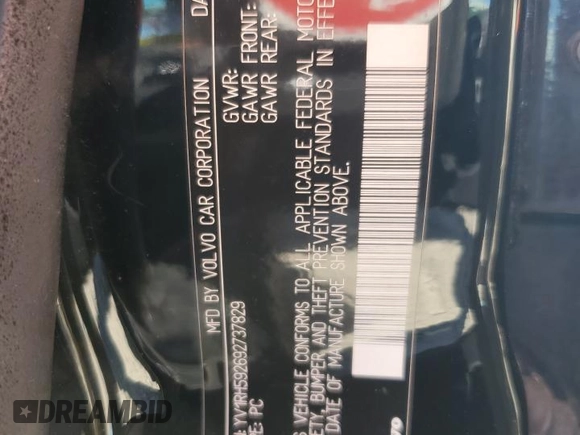 MFD BY VOLVO CAR CORPORATION DA
GVWR:
GAWR FRONT:
GAWR REAR:
: YV1RH592692737829
E: PC
S VEHICLE CONFORMS TO ALL APPLICABLE FEDERAL MOTO
ETY, BUMPER, AND THEFT PREVENTION STANDARDS IN EFFE
DATE OF MANUFACTURE SHOWN ABOVE.
DREAMBID